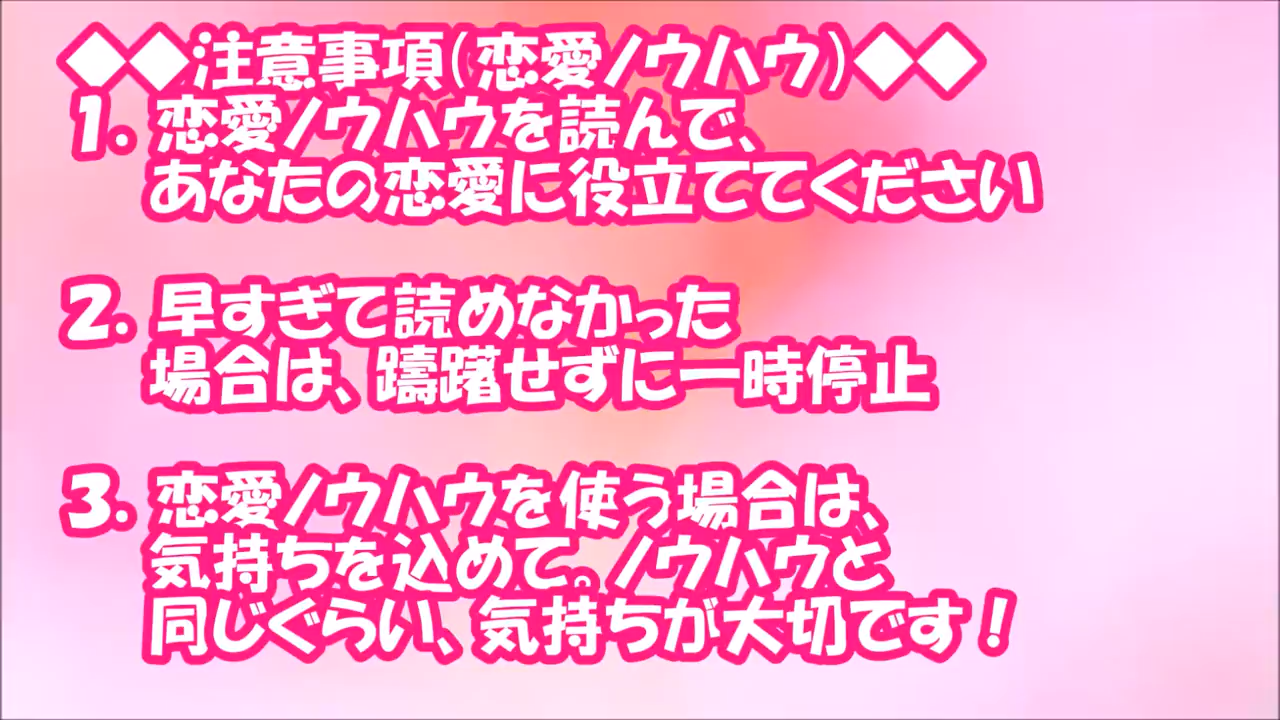 ◆◆注意事項(恋愛ノウハウ)◆◆
1. 恋愛ノウハウを読んで、
あなたの恋愛に役立ててください
2. 早すぎて読めなかった
場合は、躊躇せずに一時停止
3. 恋愛ノウハウを使う場合は、
気持ちを込めて。ノウハウと
同じぐらい、気持ちが大切です!